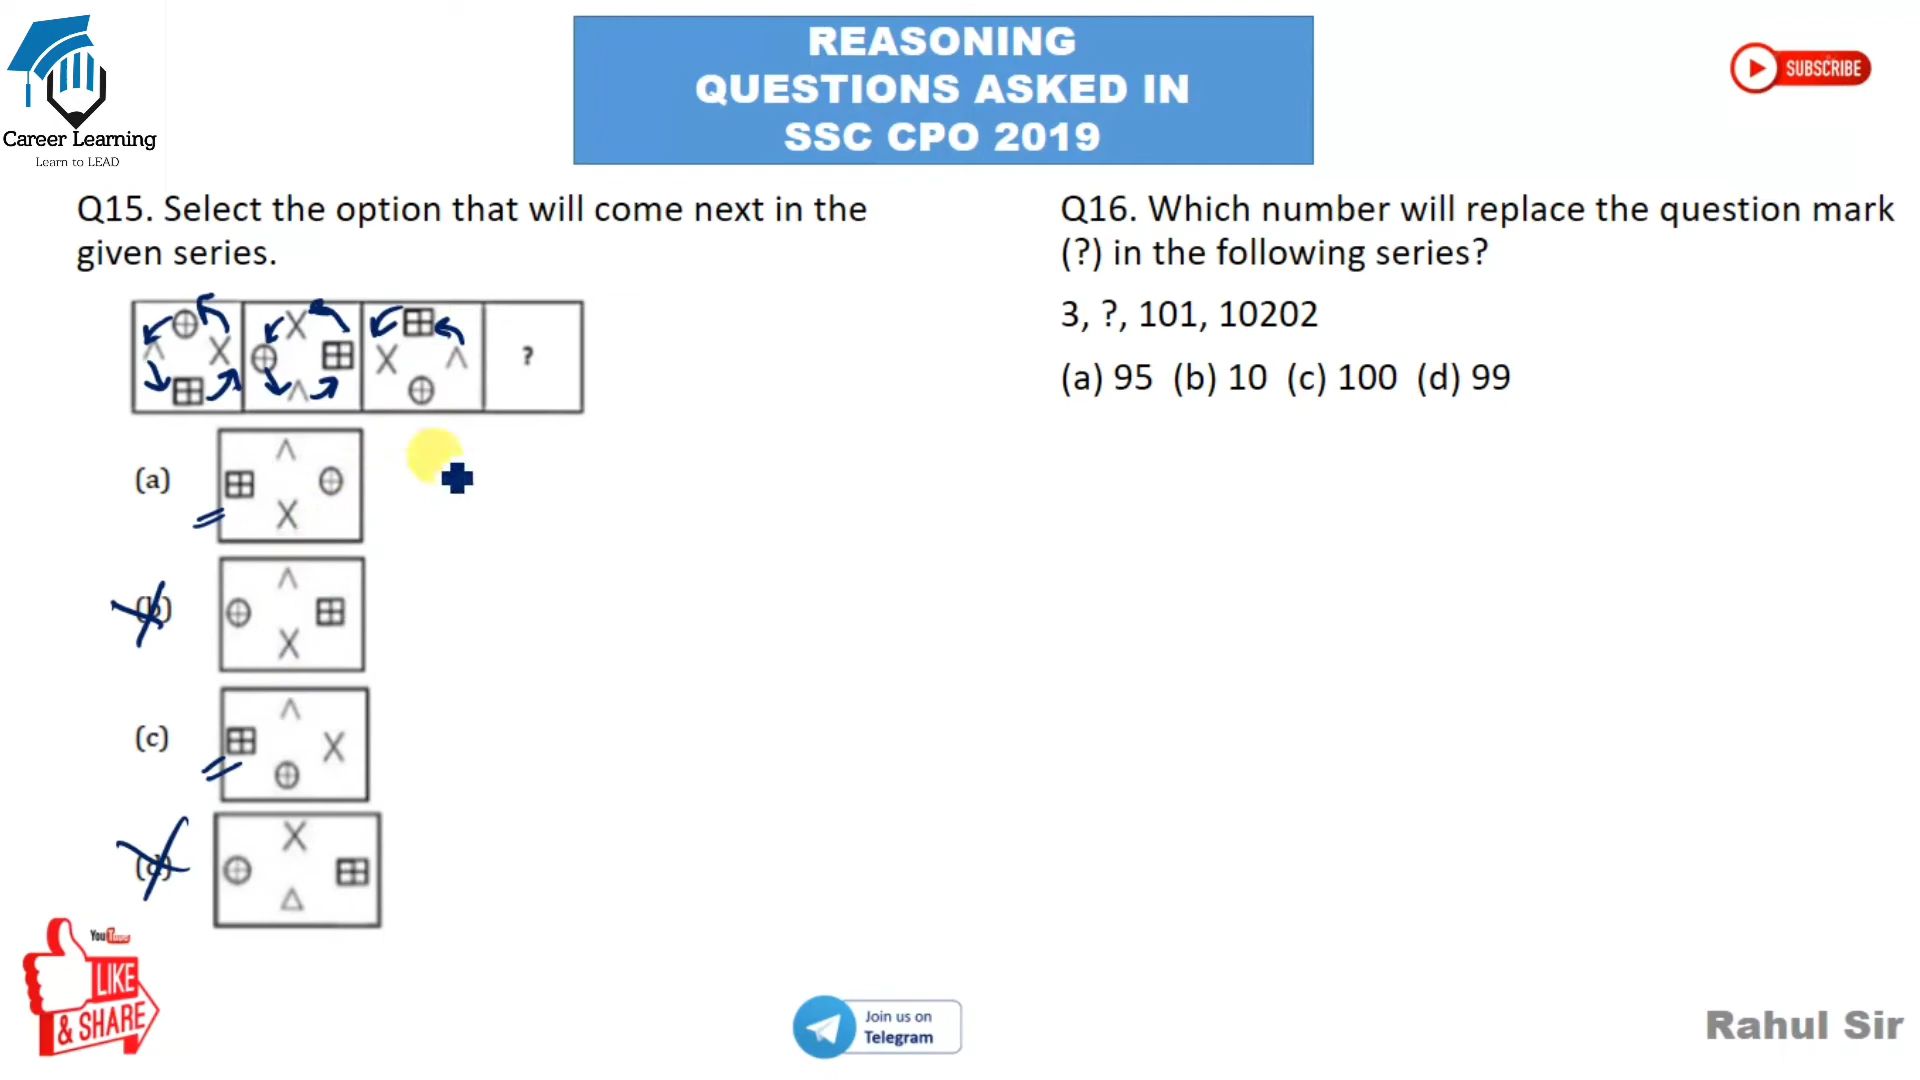 Career Learning
Learn to LEAD
REASONING
QUESTIONS ASKED IN
SSC CPO 2019
SUBSCRIBE
Q15. Select the option that will come next in the
given series.
?
(a)
(b)
(c)
(d)
Q16. Which number will replace the question mark
(?) in the following series?
3, ?, 101, 10202
(a) 95 (b) 10 (c) 100 (d) 99
YouTube
LIKE
& SHARE
Join us on
Telegram
Rahul Sir